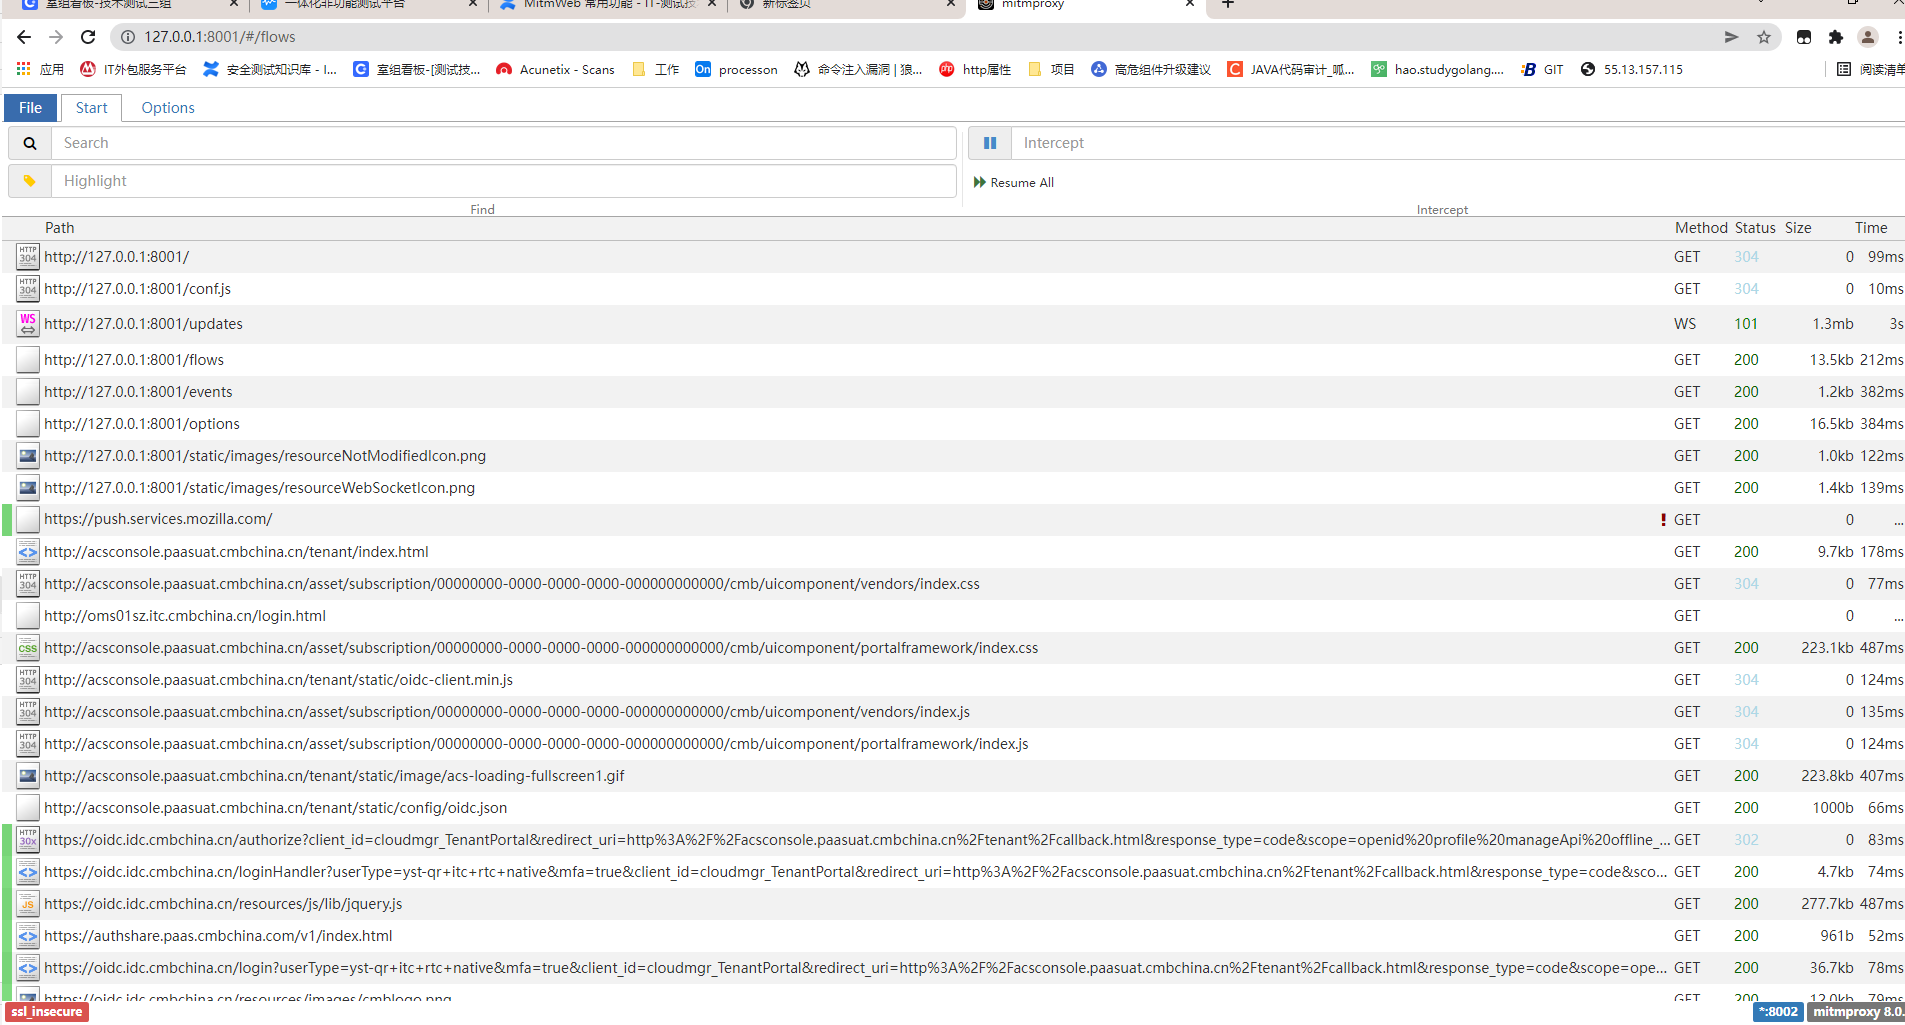 室组看板-技术测试三组
一体化非功能测试平台
MitmWeb 常用功能 - IT-测试技
新标签页
mitmproxy
127.0.0.1:8001/#/flows
应用 IT外包服务平台 安全测试知识库 - I... 室组看板-[测试技... Acunetix - Scans 工作 On processon 命令注入漏洞 | 狼... php http属性 项目 高危组件升级建议 C JAVA代码审计_呱... go hao.studygolang.... GIT 55.13.157.115 阅读清单
File Start Options
Search Intercept
Highlight Resume All
Find Intercept
Path Method Status Size Time
HTTP 304 http://127.0.0.1:8001/ GET 304 0 99ms
HTTP 304 http://127.0.0.1:8001/conf.js GET 304 0 10ms
WS http://127.0.0.1:8001/updates WS 101 1.3mb 3s
http://127.0.0.1:8001/flows GET 200 13.5kb 212ms
http://127.0.0.1:8001/events GET 200 1.2kb 382ms
http://127.0.0.1:8001/options GET 200 16.5kb 384ms
http://127.0.0.1:8001/static/images/resourceNotModifiedIcon.png GET 200 1.0kb 122ms
http://127.0.0.1:8001/static/images/resourceWebSocketIcon.png GET 200 1.4kb 139ms
https://push.services.mozilla.com/ ! GET 0 ...
<> http://acsconsole.paasuat.cmbchina.cn/tenant/index.html GET 200 9.7kb 178ms
HTTP 304 http://acsconsole.paasuat.cmbchina.cn/asset/subscription/00000000-0000-0000-0000-000000000000/cmb/uicomponent/vendors/index.css GET 304 0 77ms
http://oms01sz.itc.cmbchina.cn/login.html GET 0 ...
CSS http://acsconsole.paasuat.cmbchina.cn/asset/subscription/00000000-0000-0000-0000-000000000000/cmb/uicomponent/portalframework/index.css GET 200 223.1kb 487ms
HTTP 304 http://acsconsole.paasuat.cmbchina.cn/tenant/static/oidc-client.min.js GET 304 0 124ms
HTTP 304 http://acsconsole.paasuat.cmbchina.cn/asset/subscription/00000000-0000-0000-0000-000000000000/cmb/uicomponent/vendors/index.js GET 304 0 135ms
HTTP 304 http://acsconsole.paasuat.cmbchina.cn/asset/subscription/00000000-0000-0000-0000-000000000000/cmb/uicomponent/portalframework/index.js GET 304 0 124ms
http://acsconsole.paasuat.cmbchina.cn/tenant/static/image/acs-loading-fullscreen1.gif GET 200 223.8kb 407ms
http://acsconsole.paasuat.cmbchina.cn/tenant/static/config/oidc.json GET 200 1000b 66ms
HTTP 30x https://oidc.idc.cmbchina.cn/authorize?client_id=cloudmgr_TenantPortal&redirect_uri=http%3A%2F%2Facsconsole.paasuat.cmbchina.cn%2Ftenant%2Fcallback.html&response_type=code&scope=openid%20profile%20manageApi%20offline_... GET 302 0 83ms
<> https://oidc.idc.cmbchina.cn/loginHandler?userType=yst-qr+itc+rtc+native&mfa=true&client_id=cloudmgr_TenantPortal&redirect_uri=http%3A%2F%2Facsconsole.paasuat.cmbchina.cn%2Ftenant%2Fcallback.html&response_type=code&sco... GET 200 4.7kb 74ms
JS https://oidc.idc.cmbchina.cn/resources/js/lib/jquery.js GET 200 277.7kb 487ms
<> https://authshare.paas.cmbchina.com/v1/index.html GET 200 961b 52ms
<> https://oidc.idc.cmbchina.cn/login?userType=yst-qr+itc+rtc+native&mfa=true&client_id=cloudmgr_TenantPortal&redirect_uri=http%3A%2F%2Facsconsole.paasuat.cmbchina.cn%2Ftenant%2Fcallback.html&response_type=code&scope=ope... GET 200 36.7kb 78ms
https://oidc.idc.cmbchina.cn/resources/images/cmblogo.png GET 200 12.0kb 79ms
ssl_insecure *:8002 mitmproxy 8.0.